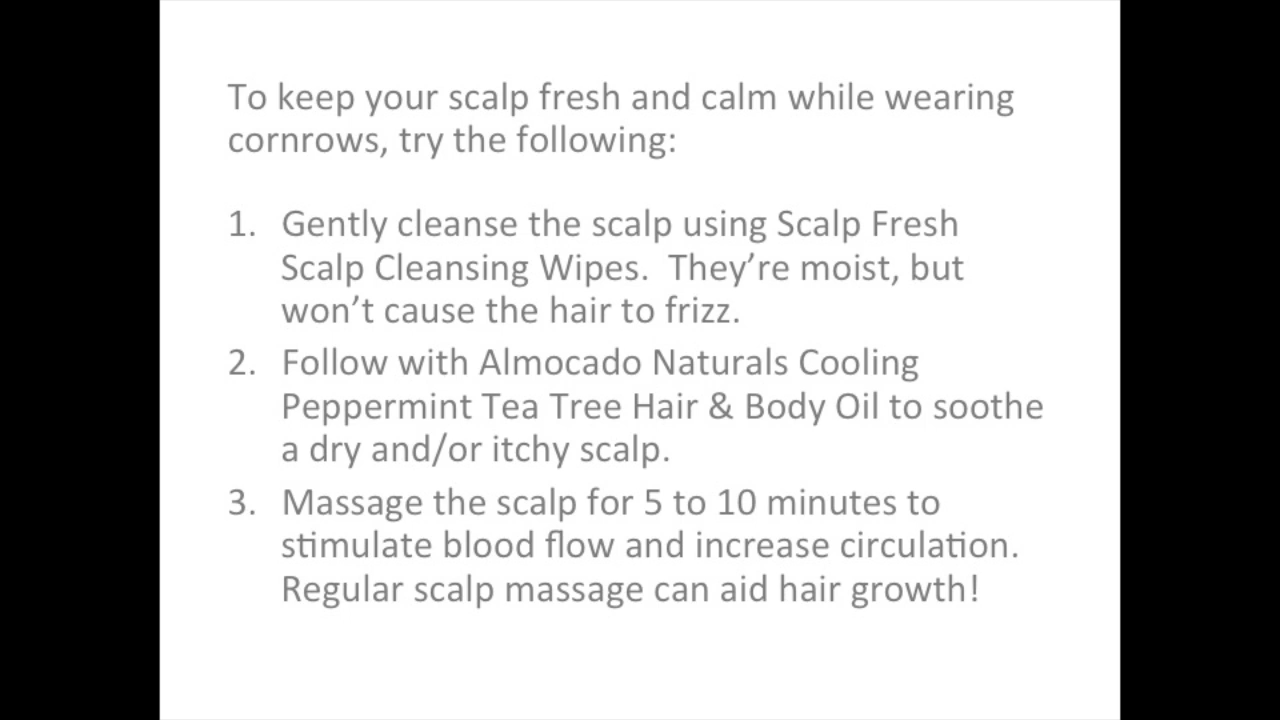 To keep your scalp fresh and calm while wearing
cornrows, try the following:
1. Gently cleanse the scalp using Scalp Fresh
Scalp Cleansing Wipes.  They’re moist, but
won’t cause the hair to frizz.
2. Follow with Almocado Naturals Cooling
Peppermint Tea Tree Hair & Body Oil to soothe
a dry and/or itchy scalp.
3. Massage the scalp for 5 to 10 minutes to
stimulate blood flow and increase circulation.
Regular scalp massage can aid hair growth!